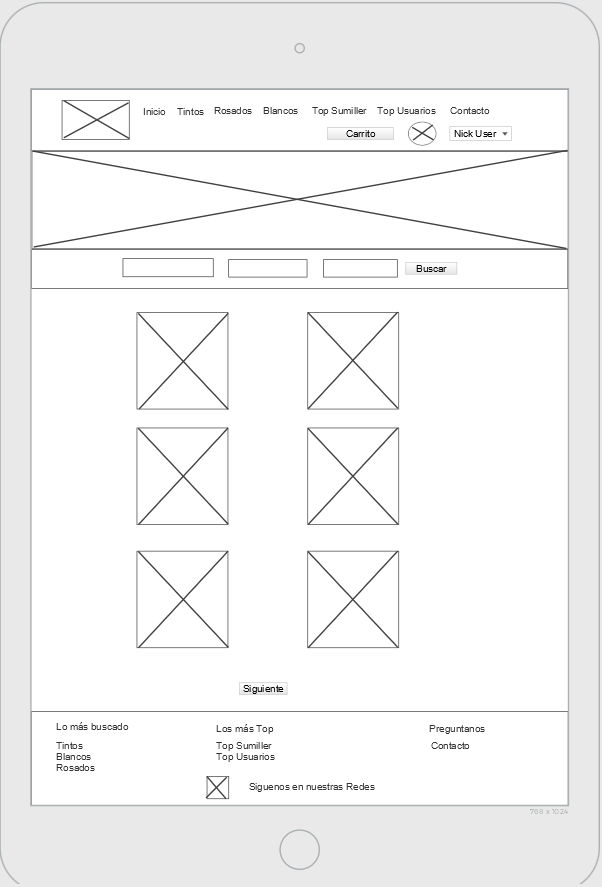 Inicio Tintos Rosados Blancos Top Sumiller Top Usuarios Contacto
Carrito Nick User
Buscar
Siguiente
Lo más buscado
Tintos
Blancos
Rosados
Los más Top
Top Sumiller
Top Usuarios
Preguntanos
Contacto
Siguenos en nuestras Redes
768 x 1024